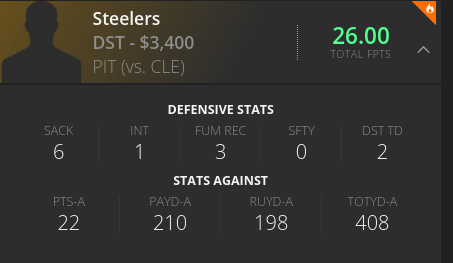 Steelers
DST - $3,400
PIT (vs. CLE)
26.00
TOTAL FPTS
DEFENSIVE STATS
SACK INT FUM REC SFTY DST TD
6 1 3 0 2
STATS AGAINST
PTS-A PAYD-A RUYD-A TOTYD-A
22 210 198 408